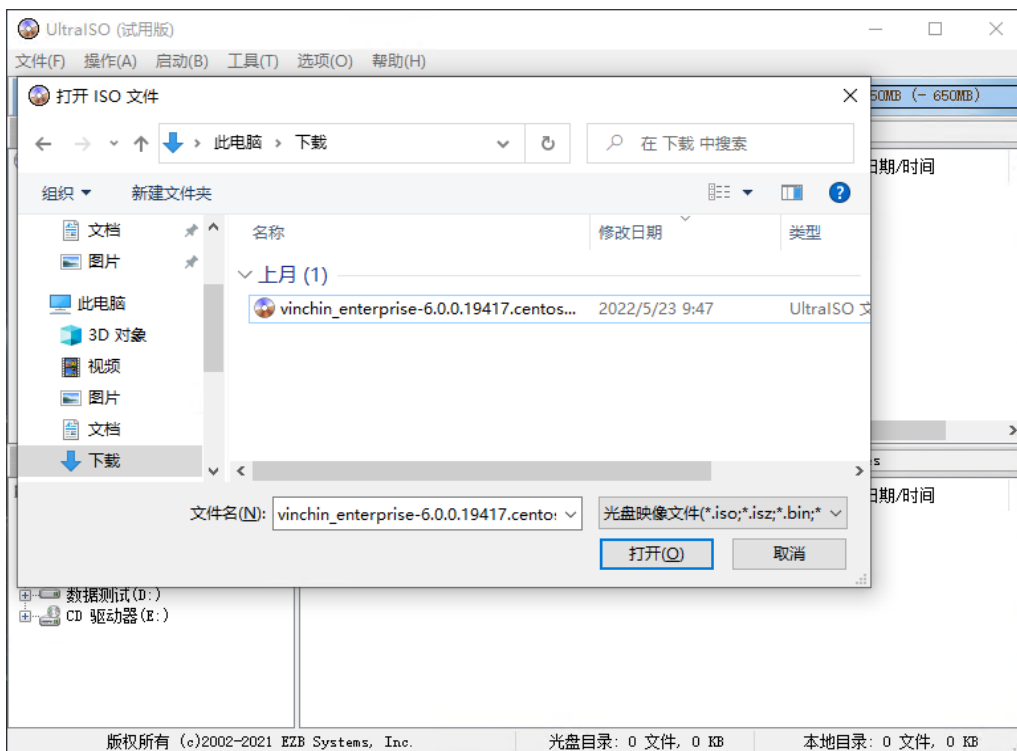 UltraISO (试用版)
文件(F) 操作(A) 启动(B) 工具(T) 选项(O) 帮助(H)
打开 ISO 文件
50MB (- 650MB)
此电脑 下载
在 下载 中搜索
日期/时间
组织 新建文件夹
文档
图片
此电脑
3D 对象
视频
图片
文档
下载
名称 修改日期 类型
上月 (1)
vinchin_enterprise-6.0.0.19417.centos... 2022/5/23 9:47 UltraISO 文
es
日期/时间
文件名(N): vinchin_enterprise-6.0.0.19417.cento 光盘映像文件(*.iso;*.isz;*.bin;*
打开(O) 取消
数据测试(D:)
CD 驱动器(E:)
版权所有 (c)2002-2021 EZB Systems, Inc. 光盘目录: 0 文件, 0 KB 本地目录: 0 文件, 0 KB